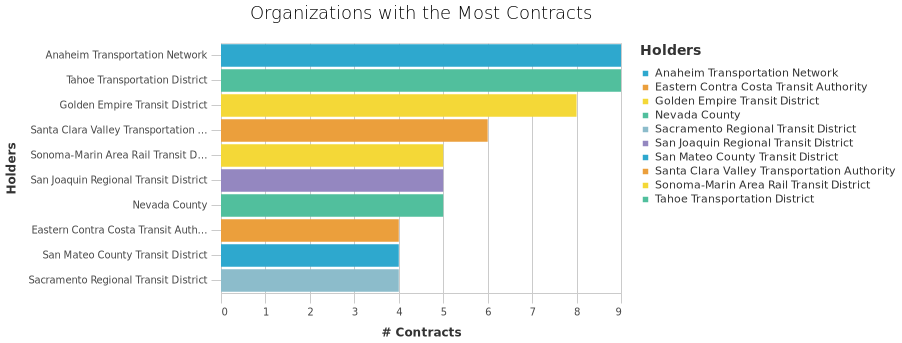 Organizations with the Most Contracts
Holders
Anaheim Transportation Network
Tahoe Transportation District
Golden Empire Transit District
Santa Clara Valley Transportation ...
Sonoma-Marin Area Rail Transit D...
San Joaquin Regional Transit District
Nevada County
Eastern Contra Costa Transit Auth...
San Mateo County Transit District
Sacramento Regional Transit District
0 1 2 3 4 5 6 7 8 9
# Contracts
Holders
Anaheim Transportation Network
Eastern Contra Costa Transit Authority
Golden Empire Transit District
Nevada County
Sacramento Regional Transit District
San Joaquin Regional Transit District
San Mateo County Transit District
Santa Clara Valley Transportation Authority
Sonoma-Marin Area Rail Transit District
Tahoe Transportation District